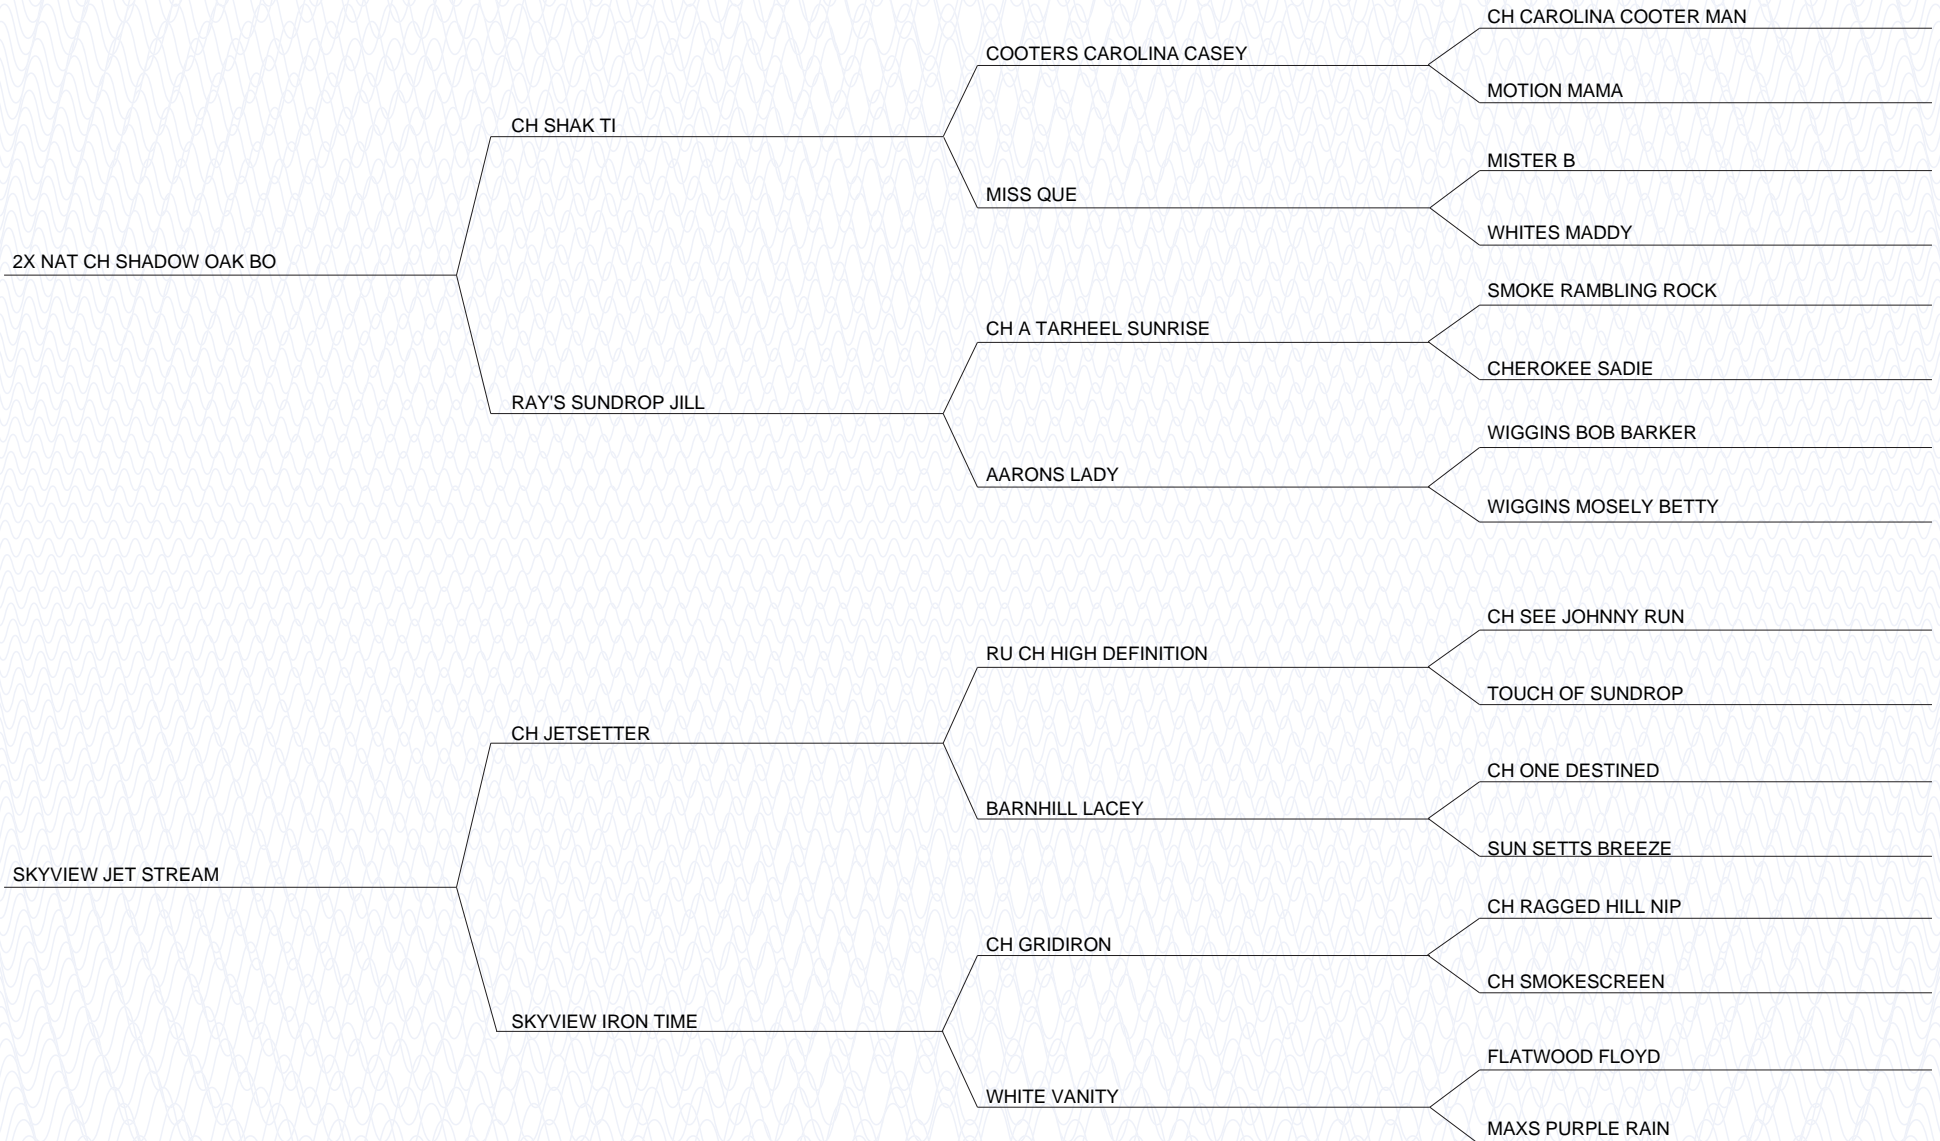 2X NAT CH SHADOW OAK BO
CH SHAK TI
COOTERS CAROLINA CASEY
CH CAROLINA COOTER MAN
MOTION MAMA
MISS QUE
MISTER B
WHITES MADDY
RAY'S SUNDROP JILL
CH A TARHEEL SUNRISE
SMOKE RAMBLING ROCK
CHEROKEE SADIE
AARONS LADY
WIGGINS BOB BARKER
WIGGINS MOSELY BETTY
SKYVIEW JET STREAM
CH JETSETTER
RU CH HIGH DEFINITION
CH SEE JOHNNY RUN
TOUCH OF SUNDROP
BARNHILL LACEY
CH ONE DESTINED
SUN SETTS BREEZE
SKYVIEW IRON TIME
CH GRIDIRON
CH RAGGED HILL NIP
CH SMOKESCREEN
WHITE VANITY
FLATWOOD FLOYD
MAXS PURPLE RAIN